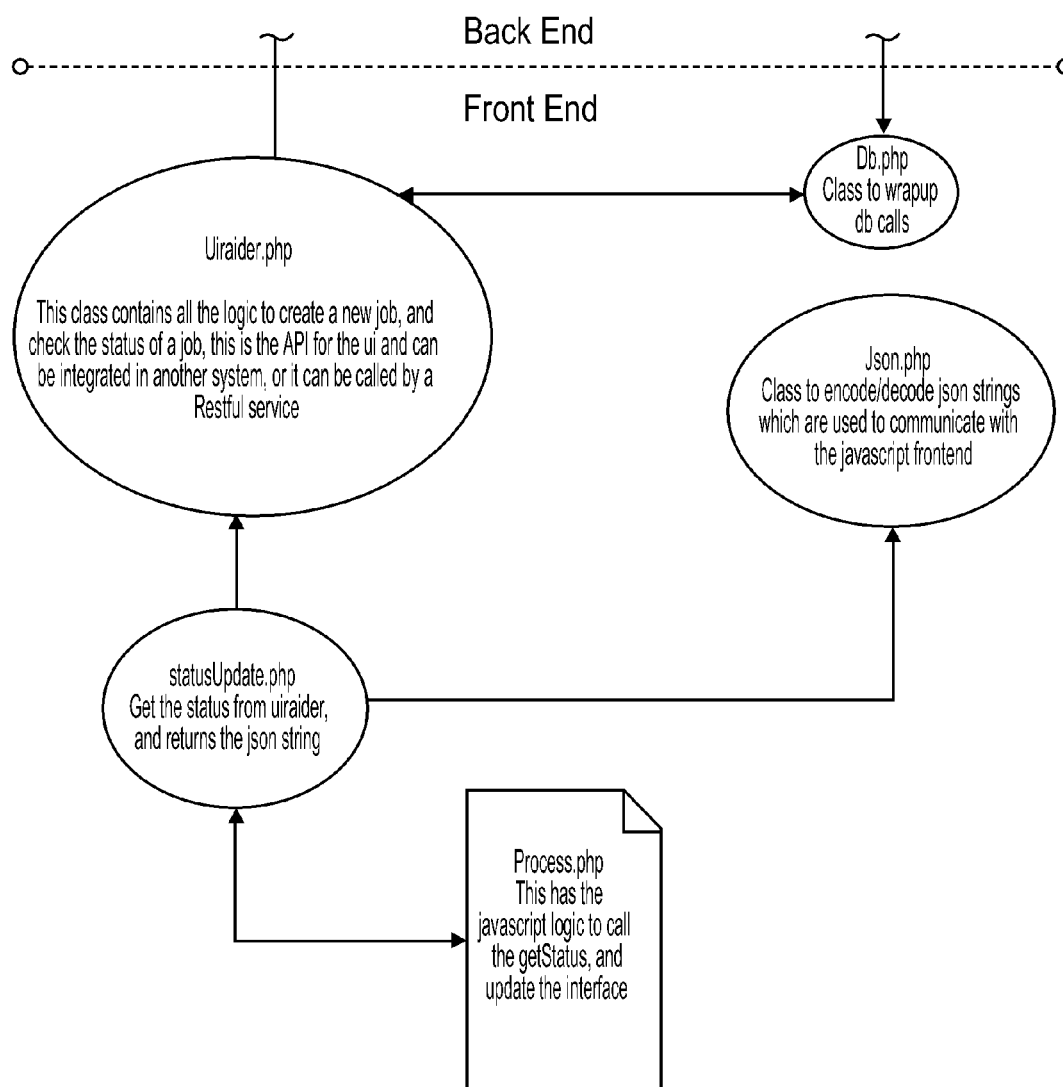 Back End
Front End
Db.php
Class to wrapup
db calls
Uiraider.php
This class contains all the logic to create a new job, and
check the status of a job, this is the API for the ui and can
be integrated in another system, or it can be called by a
Restful service
Json.php
Class to encode/decode json strings
which are used to communicate with
the javascript frontend
statusUpdate.php
Get the status from uiraider,
and returns the json string
Process.php
This has the
javascript logic to call
the getStatus, and
update the interface